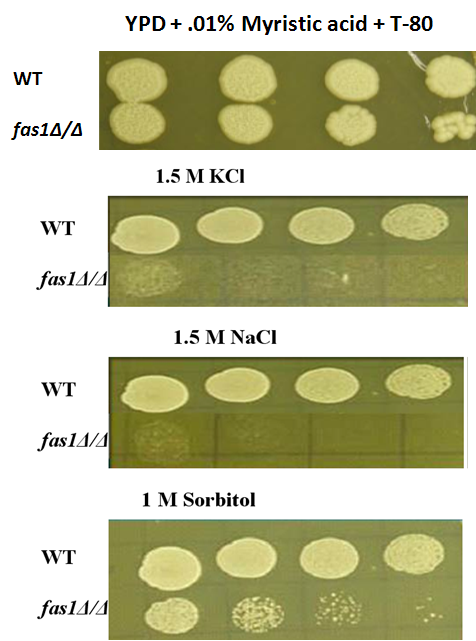 YPD + .01% Myristic acid + T-80
WT
fas1Δ/Δ
1.5 M KCl
WT
fas1Δ/Δ
1.5 M NaCl
WT
fas1Δ/Δ
1 M Sorbitol
WT
fas1Δ/Δ